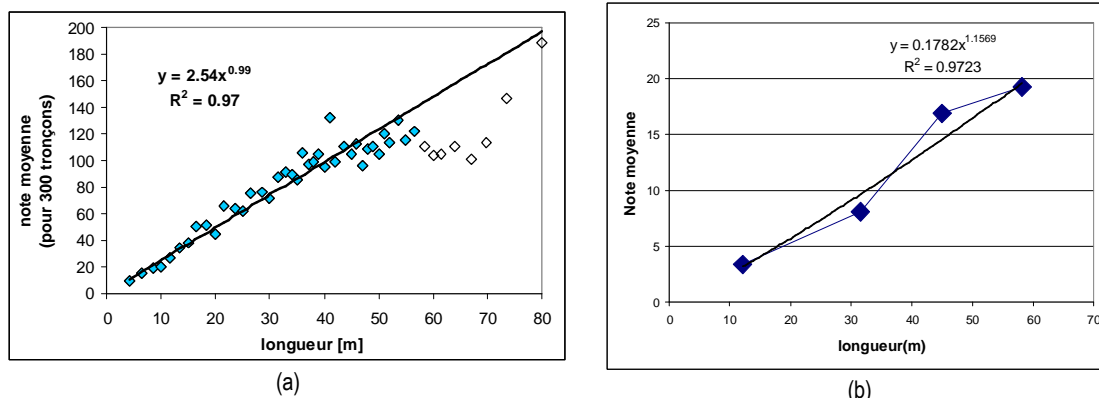 200
180
160
140
120
100
80
60
40
20
0
note moyenne
(pour 300 tronçons)
y = 2.54x^0.99
R² = 0.97
0 10 20 30 40 50 60 70 80
longueur [m]
(a)
25
20
15
10
5
0
Note moyenne
y = 0.1782x^1.1569
R² = 0.9723
0 10 20 30 40 50 60 70
longueur(m)
(b)